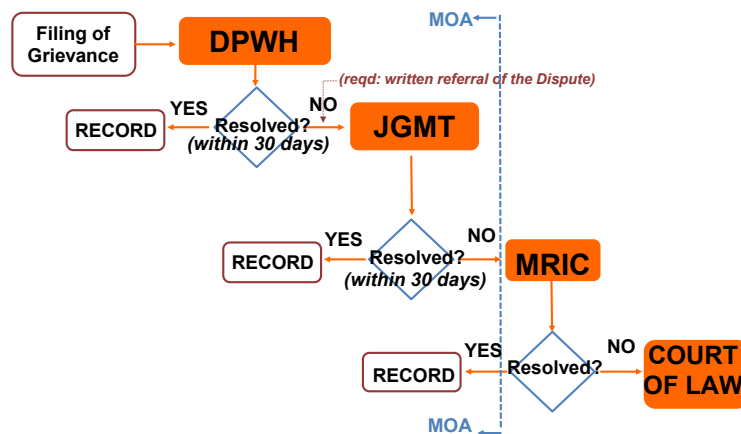 MOA
Filing of
Grievance
DPWH
(reqd: written referral of the Dispute)
YES
NO
RECORD
Resolved?
(within 30 days)
JGMT
YES
NO
RECORD
Resolved?
(within 30 days)
MRIC
YES
NO
RECORD
Resolved?
COURT
OF LAW
MOA